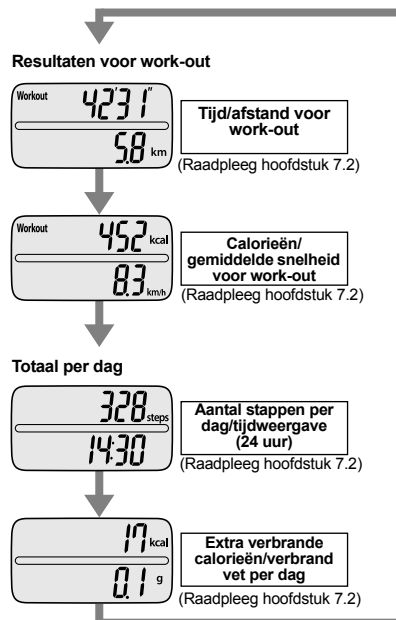 Resultaten voor work-out
Workout 42'31"
5.8 km
Tijd/afstand voor
work-out
(Raadpleeg hoofdstuk 7.2)
Workout 452 kcal
8.3 km/h
Calorieën/
gemiddelde snelheid
voor work-out
(Raadpleeg hoofdstuk 7.2)
Totaal per dag
328 steps
14:30
Aantal stappen per
dag/tijdweergave
(24 uur)
(Raadpleeg hoofdstuk 7.2)
17 kcal
0.1 g
Extra verbrande
calorieën/verbrand
vet per dag
(Raadpleeg hoofdstuk 7.2)